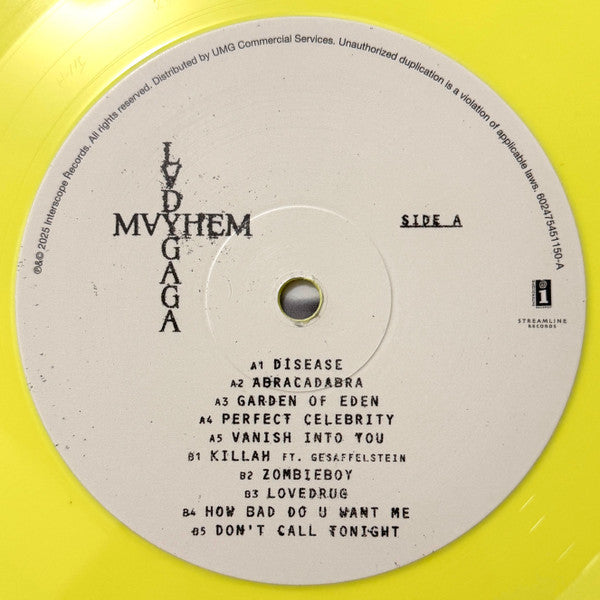 ℗&© 2025 Interscope Records. All rights reserved. Distributed by UMG Commercial Services. Unauthorized duplication is a violation of applicable laws. 602475451150-A
LADYGAGA
MAYHEM
SIDE A
i
STREAMLINE
RECORDS
A1 DISEASE
A2 ABRACADABRA
A3 GARDEN OF EDEN
A4 PERFECT CELEBRITY
A5 VANISH INTO YOU
B1 KILLAH FT. GESAFFELSTEIN
B2 ZOMBIEBOY
B3 LOVEDRUG
B4 HOW BAD DO U WANT ME
B5 DON'T CALL TONIGHT